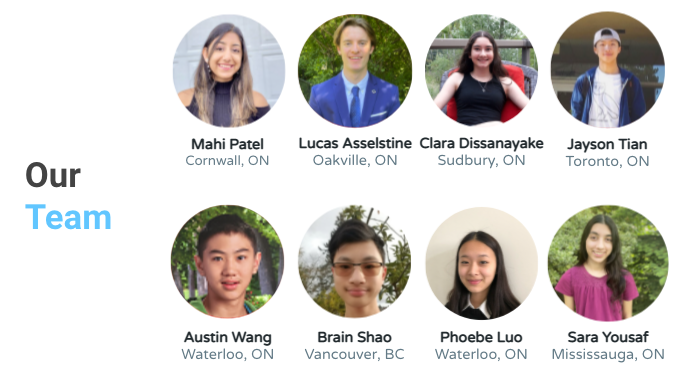 Our
Team
Mahi Patel
Cornwall, ON
Lucas Asselstine
Oakville, ON
Clara Dissanayake
Sudbury, ON
Jayson Tian
Toronto, ON
Austin Wang
Waterloo, ON
Brain Shao
Vancouver, BC
Phoebe Luo
Waterloo, ON
Sara Yousaf
Mississauga, ON